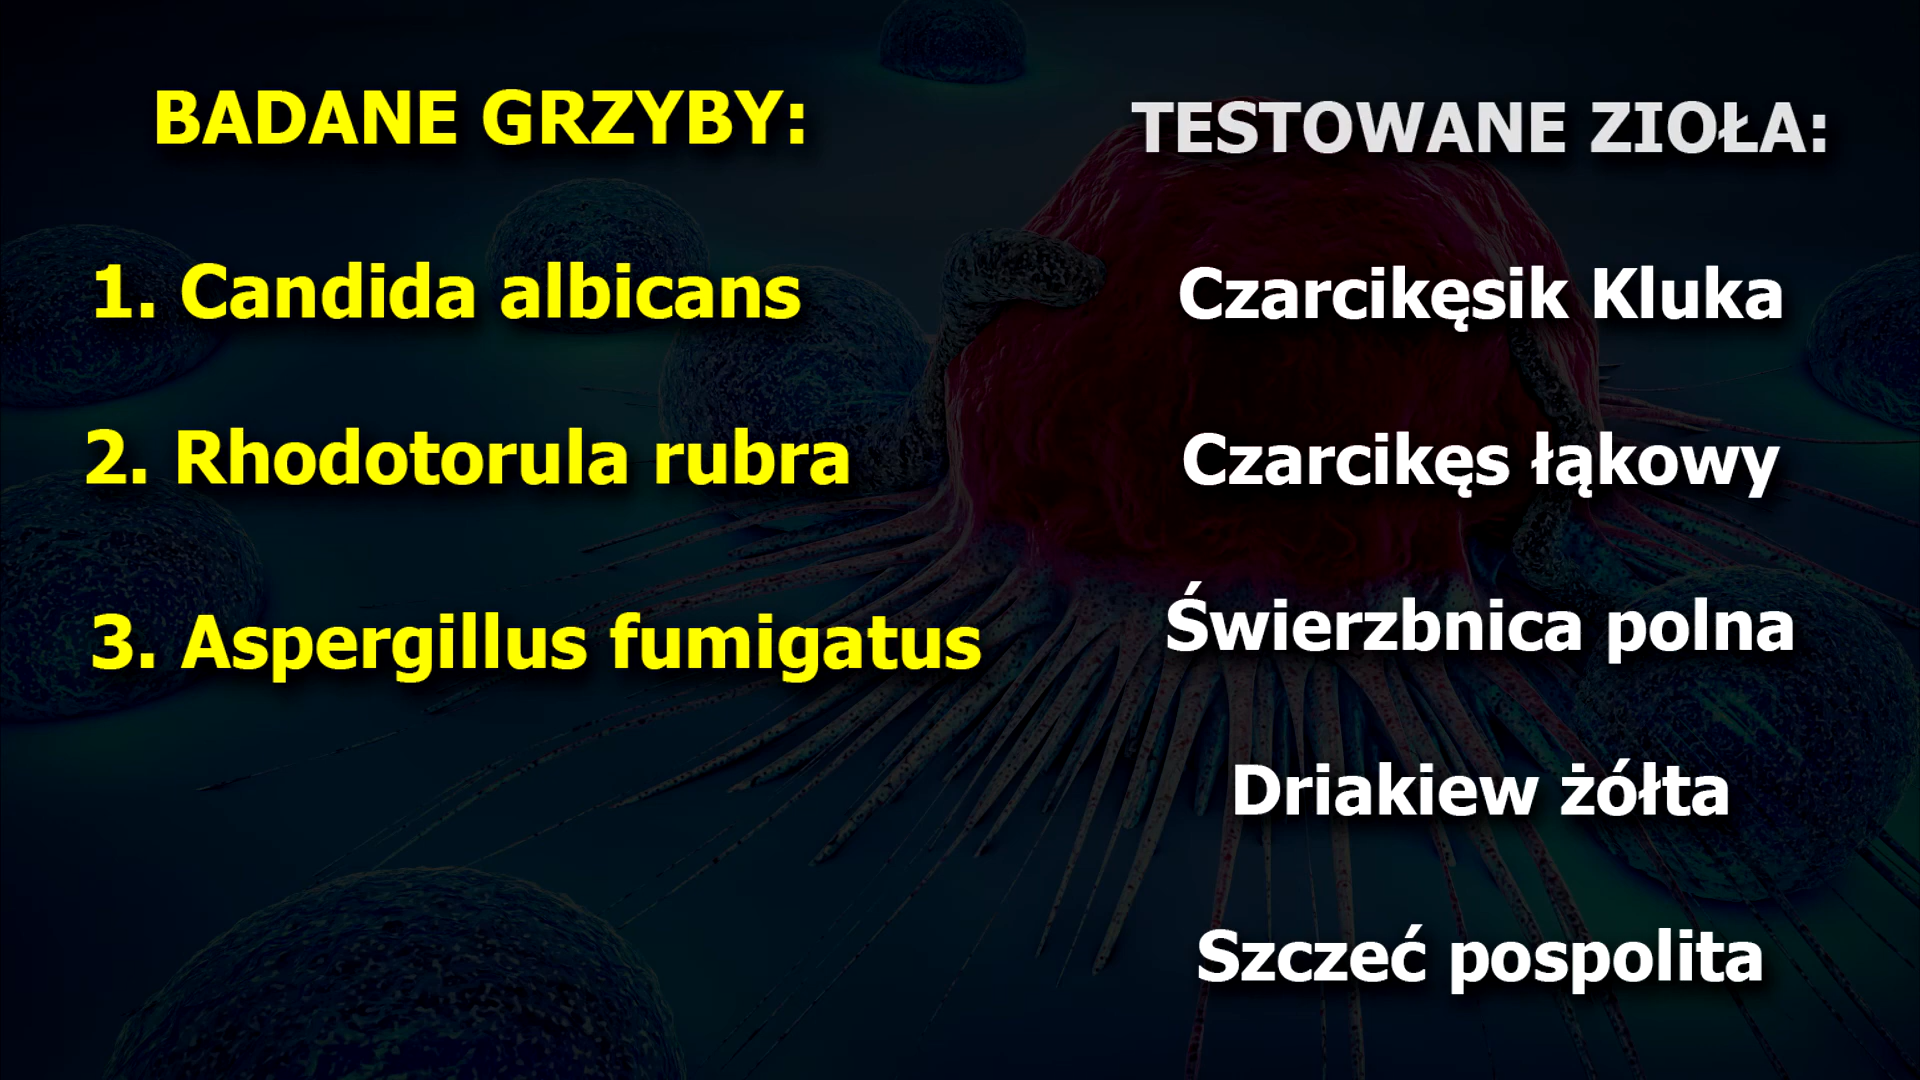 BADANE GRZYBY:
1. Candida albicans
2. Rhodotorula rubra
3. Aspergillus fumigatus
TESTOWANE ZIOŁA:
Czarcikęsik Kluka
Czarcikęs łąkowy
Świerzbnica polna
Driakiew żółta
Szczeć pospolita